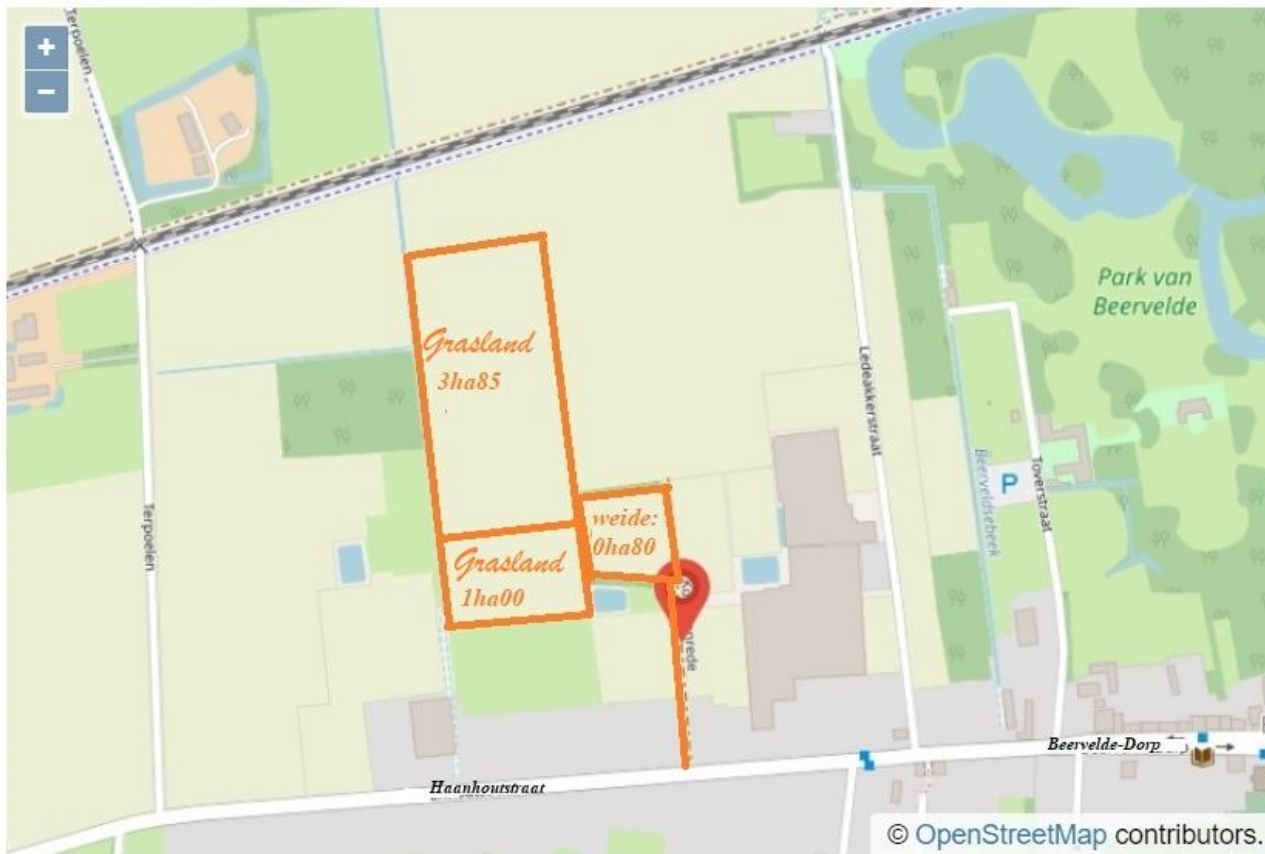 Terpoelen
+
−
Park van
Beervelde
Grasland
3ha85
Ledeakkerstraat
Toverstraat
Beerveldsebeek
P
Terpoelen
weide:
0ha80
Grasland
1ha00
Beervelde-Dorp
Haanhoutstraat
© OpenStreetMap contributors.